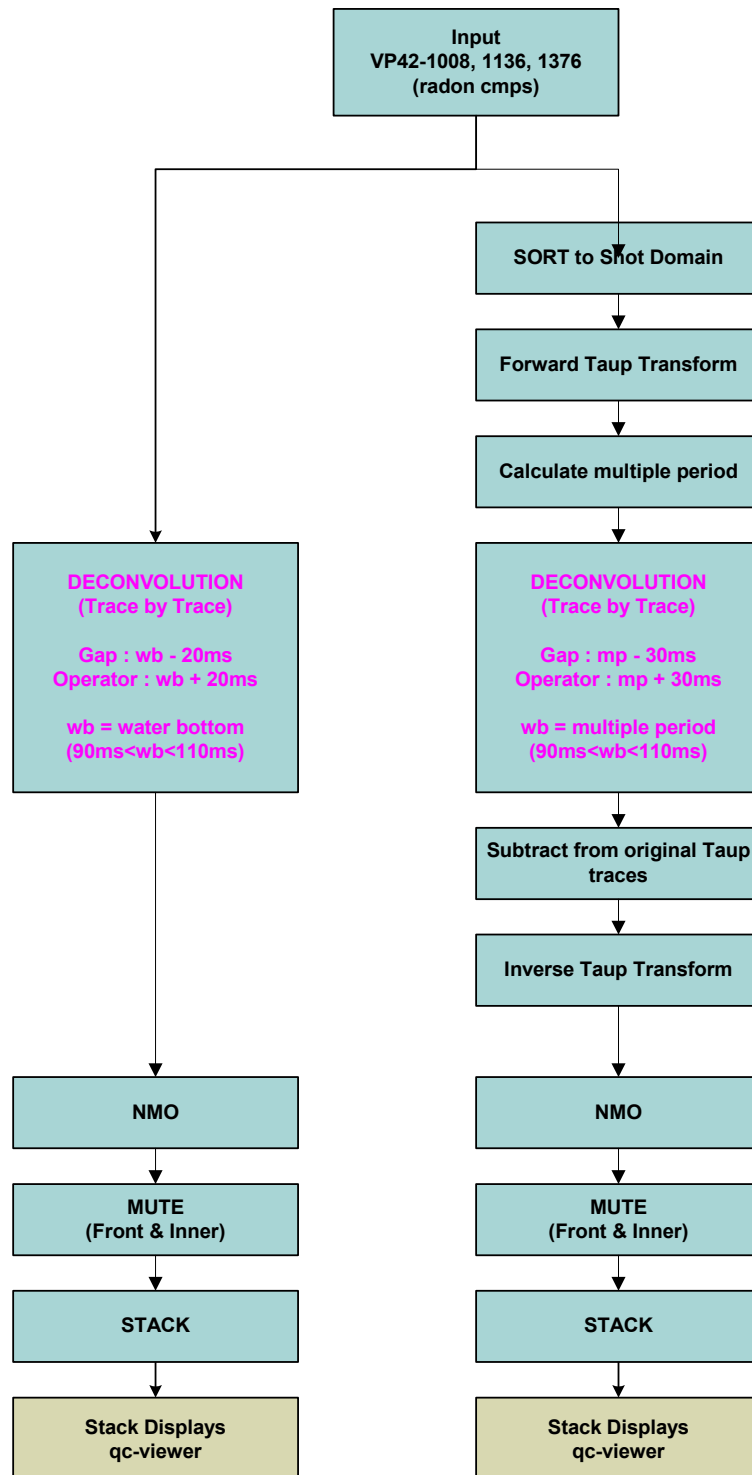 Input
VP42-1008, 1136, 1376
(radon cmps)
SORT to Shot Domain
Forward Taup Transform
Calculate multiple period
DECONVOLUTION
(Trace by Trace)
Gap : wb - 20ms
Operator : wb + 20ms
wb = water bottom
(90ms<wb<110ms)
DECONVOLUTION
(Trace by Trace)
Gap : mp - 30ms
Operator : mp + 30ms
wb = multiple period
(90ms<wb<110ms)
Subtract from original Taup
traces
Inverse Taup Transform
NMO
NMO
MUTE
(Front & Inner)
MUTE
(Front & Inner)
STACK
STACK
Stack Displays
qc-viewer
Stack Displays
qc-viewer